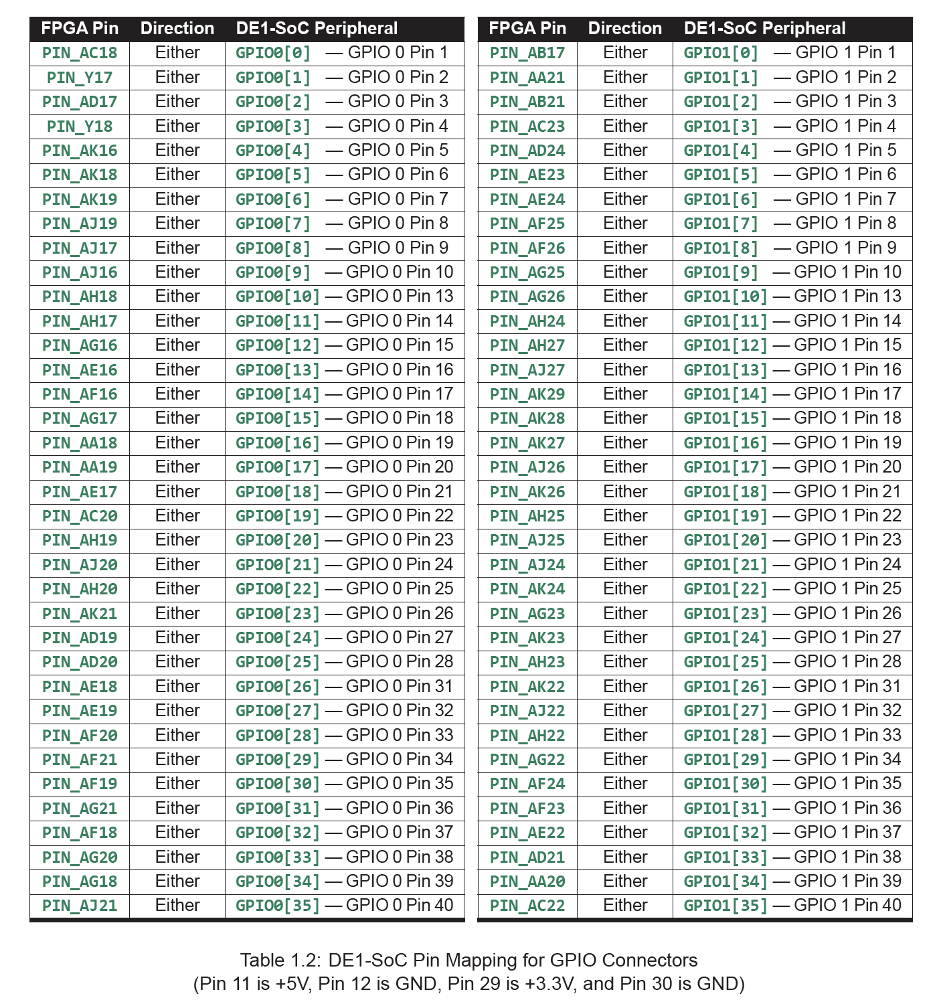 FPGA Pin Direction DE1-SoC Peripheral
PIN_AC18 Either GPIO0[0] — GPIO 0 Pin 1
PIN_Y17 Either GPIO0[1] — GPIO 0 Pin 2
PIN_AD17 Either GPIO0[2] — GPIO 0 Pin 3
PIN_Y18 Either GPIO0[3] — GPIO 0 Pin 4
PIN_AK16 Either GPIO0[4] — GPIO 0 Pin 5
PIN_AK18 Either GPIO0[5] — GPIO 0 Pin 6
PIN_AK19 Either GPIO0[6] — GPIO 0 Pin 7
PIN_AJ19 Either GPIO0[7] — GPIO 0 Pin 8
PIN_AJ17 Either GPIO0[8] — GPIO 0 Pin 9
PIN_AJ16 Either GPIO0[9] — GPIO 0 Pin 10
PIN_AH18 Either GPIO0[10] — GPIO 0 Pin 13
PIN_AH17 Either GPIO0[11] — GPIO 0 Pin 14
PIN_AG16 Either GPIO0[12] — GPIO 0 Pin 15
PIN_AE16 Either GPIO0[13] — GPIO 0 Pin 16
PIN_AF16 Either GPIO0[14] — GPIO 0 Pin 17
PIN_AG17 Either GPIO0[15] — GPIO 0 Pin 18
PIN_AA18 Either GPIO0[16] — GPIO 0 Pin 19
PIN_AA19 Either GPIO0[17] — GPIO 0 Pin 20
PIN_AE17 Either GPIO0[18] — GPIO 0 Pin 21
PIN_AC20 Either GPIO0[19] — GPIO 0 Pin 22
PIN_AH19 Either GPIO0[20] — GPIO 0 Pin 23
PIN_AJ20 Either GPIO0[21] — GPIO 0 Pin 24
PIN_AH20 Either GPIO0[22] — GPIO 0 Pin 25
PIN_AK21 Either GPIO0[23] — GPIO 0 Pin 26
PIN_AD19 Either GPIO0[24] — GPIO 0 Pin 27
PIN_AD20 Either GPIO0[25] — GPIO 0 Pin 28
PIN_AE18 Either GPIO0[26] — GPIO 0 Pin 31
PIN_AE19 Either GPIO0[27] — GPIO 0 Pin 32
PIN_AF20 Either GPIO0[28] — GPIO 0 Pin 33
PIN_AF21 Either GPIO0[29] — GPIO 0 Pin 34
PIN_AF19 Either GPIO0[30] — GPIO 0 Pin 35
PIN_AG21 Either GPIO0[31] — GPIO 0 Pin 36
PIN_AF18 Either GPIO0[32] — GPIO 0 Pin 37
PIN_AG20 Either GPIO0[33] — GPIO 0 Pin 38
PIN_AG18 Either GPIO0[34] — GPIO 0 Pin 39
PIN_AJ21 Either GPIO0[35] — GPIO 0 Pin 40
FPGA Pin Direction DE1-SoC Peripheral
PIN_AB17 Either GPIO1[0] — GPIO 1 Pin 1
PIN_AA21 Either GPIO1[1] — GPIO 1 Pin 2
PIN_AB21 Either GPIO1[2] — GPIO 1 Pin 3
PIN_AC23 Either GPIO1[3] — GPIO 1 Pin 4
PIN_AD24 Either GPIO1[4] — GPIO 1 Pin 5
PIN_AE23 Either GPIO1[5] — GPIO 1 Pin 6
PIN_AE24 Either GPIO1[6] — GPIO 1 Pin 7
PIN_AF25 Either GPIO1[7] — GPIO 1 Pin 8
PIN_AF26 Either GPIO1[8] — GPIO 1 Pin 9
PIN_AG25 Either GPIO1[9] — GPIO 1 Pin 10
PIN_AG26 Either GPIO1[10] — GPIO 1 Pin 13
PIN_AH24 Either GPIO1[11] — GPIO 1 Pin 14
PIN_AH27 Either GPIO1[12] — GPIO 1 Pin 15
PIN_AJ27 Either GPIO1[13] — GPIO 1 Pin 16
PIN_AK29 Either GPIO1[14] — GPIO 1 Pin 17
PIN_AK28 Either GPIO1[15] — GPIO 1 Pin 18
PIN_AK27 Either GPIO1[16] — GPIO 1 Pin 19
PIN_AJ26 Either GPIO1[17] — GPIO 1 Pin 20
PIN_AK26 Either GPIO1[18] — GPIO 1 Pin 21
PIN_AH25 Either GPIO1[19] — GPIO 1 Pin 22
PIN_AJ25 Either GPIO1[20] — GPIO 1 Pin 23
PIN_AJ24 Either GPIO1[21] — GPIO 1 Pin 24
PIN_AK24 Either GPIO1[22] — GPIO 1 Pin 25
PIN_AG23 Either GPIO1[23] — GPIO 1 Pin 26
PIN_AK23 Either GPIO1[24] — GPIO 1 Pin 27
PIN_AH23 Either GPIO1[25] — GPIO 1 Pin 28
PIN_AK22 Either GPIO1[26] — GPIO 1 Pin 31
PIN_AJ22 Either GPIO1[27] — GPIO 1 Pin 32
PIN_AH22 Either GPIO1[28] — GPIO 1 Pin 33
PIN_AG22 Either GPIO1[29] — GPIO 1 Pin 34
PIN_AF24 Either GPIO1[30] — GPIO 1 Pin 35
PIN_AF23 Either GPIO1[31] — GPIO 1 Pin 36
PIN_AE22 Either GPIO1[32] — GPIO 1 Pin 37
PIN_AD21 Either GPIO1[33] — GPIO 1 Pin 38
PIN_AA20 Either GPIO1[34] — GPIO 1 Pin 39
PIN_AC22 Either GPIO1[35] — GPIO 1 Pin 40
Table 1.2: DE1-SoC Pin Mapping for GPIO Connectors
(Pin 11 is +5V, Pin 12 is GND, Pin 29 is +3.3V, and Pin 30 is GND)